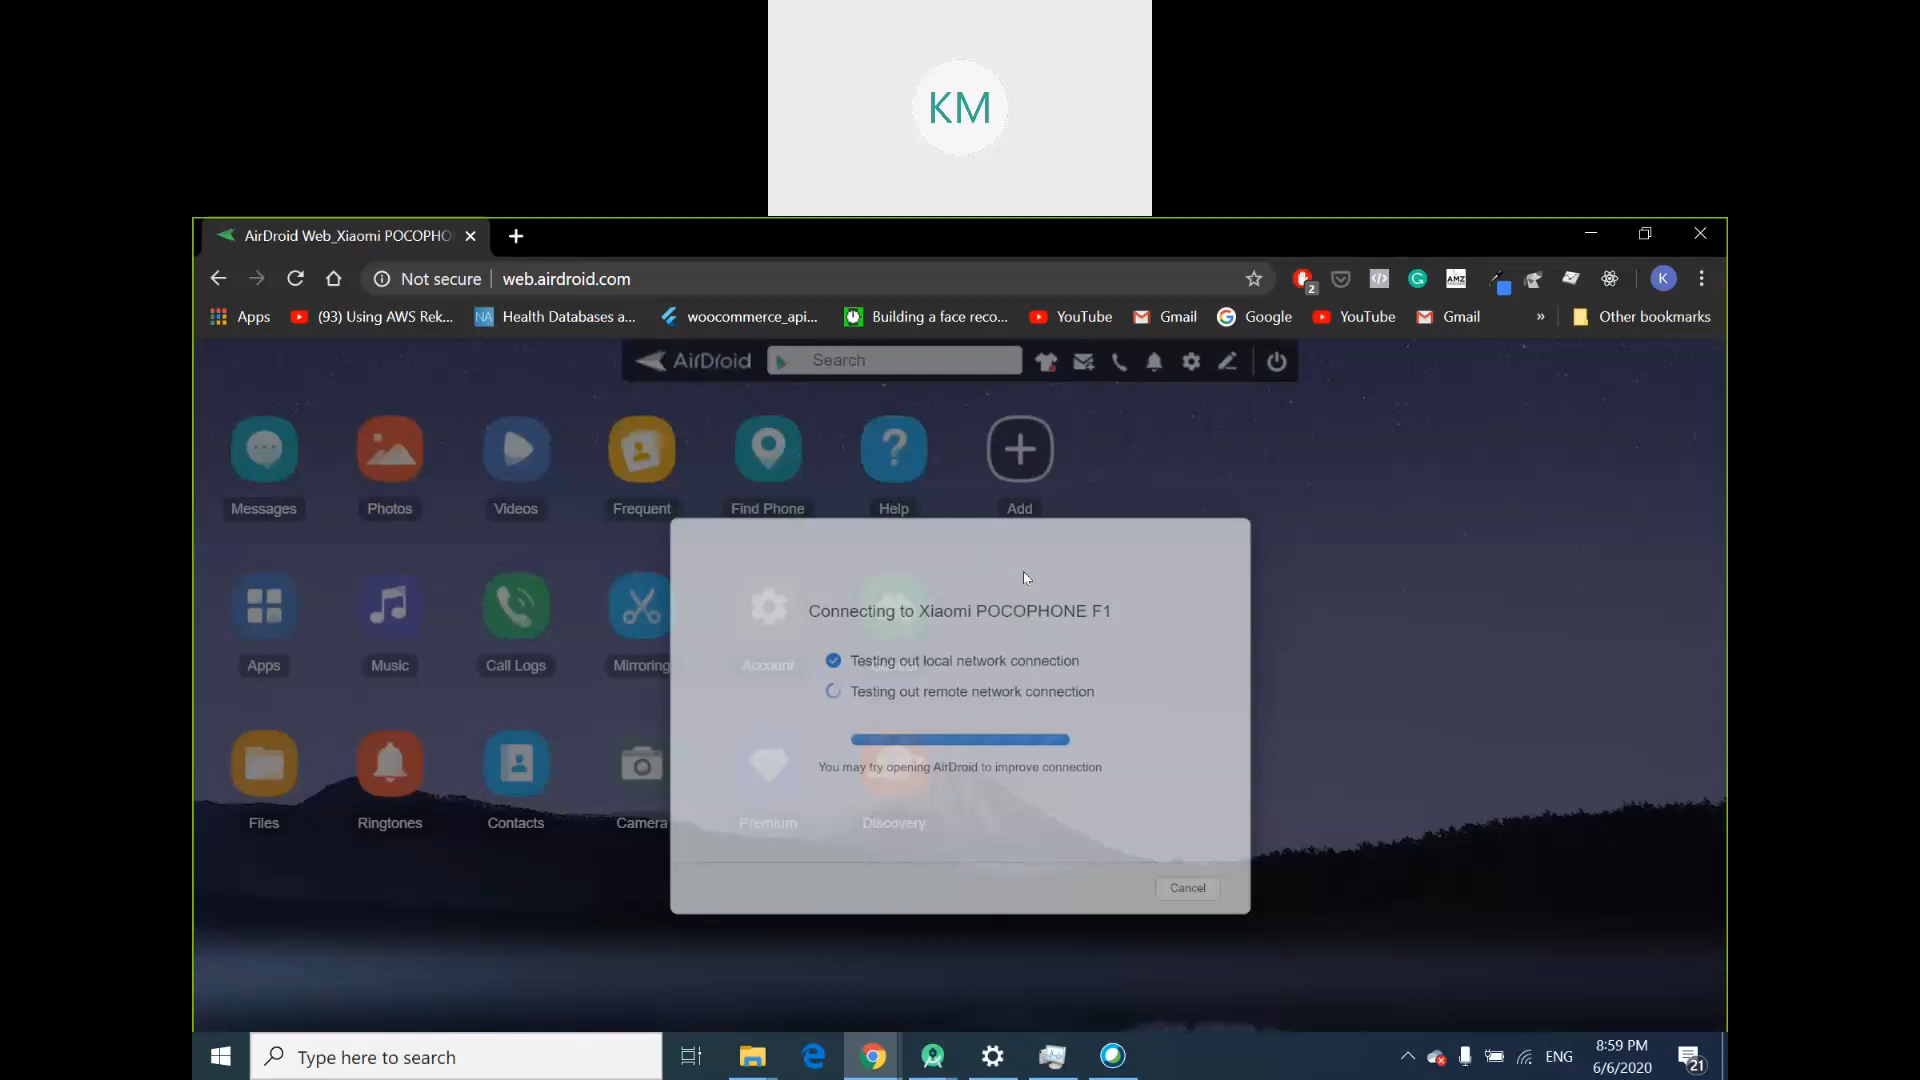 KM
AirDroid Web_Xiaomi POCOPHO
Not secure web.airdroid.com
2
AMZ
K
Apps (93) Using AWS Rek... NA Health Databases a... woocommerce_api... Building a face reco... YouTube Gmail Google YouTube Gmail » Other bookmarks
AirDroid Search
Messages Photos Videos Frequent Find Phone Help Add
Connecting to Xiaomi POCOPHONE F1
Apps Music Call Logs Mirroring Account
Testing out local network connection
Testing out remote network connection
You may try opening AirDroid to improve connection
Files Ringtones Contacts Camera Premium Discovery
Cancel
Type here to search
ENG
8:59 PM
6/6/2020
21